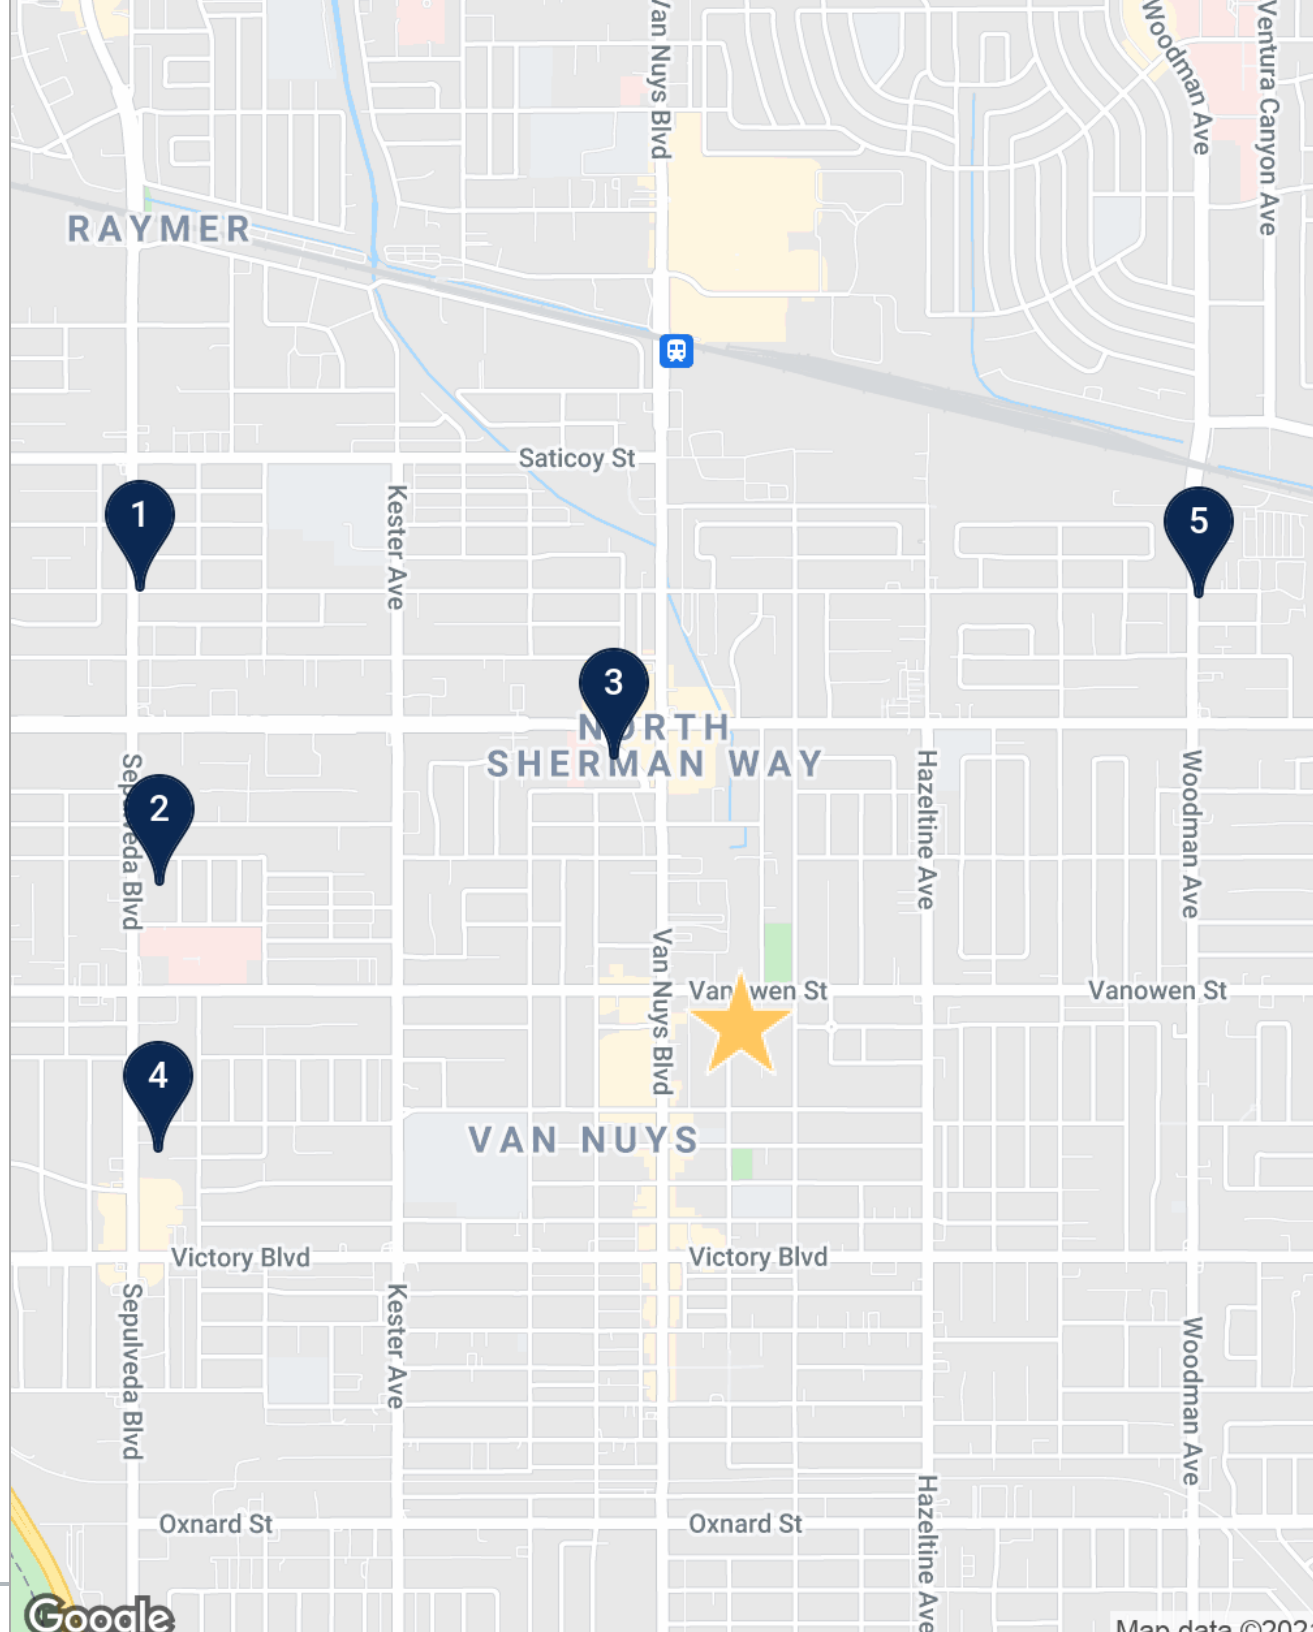 Van Nuys Blvd
Woodman Ave
Ventura Canyon Ave
RAYMER
Saticoy St
Kester Ave
1
5
3
NORTH
SHERMAN WAY
Sepulveda Blvd
2
Hazeltine Ave
Woodman Ave
Van Nuys Blvd
Vanowen St
Vanowen St
4
VAN NUYS
Victory Blvd
Victory Blvd
Sepulveda Blvd
Kester Ave
Woodman Ave
Hazeltine Ave
Oxnard St
Oxnard St
Google
Map data